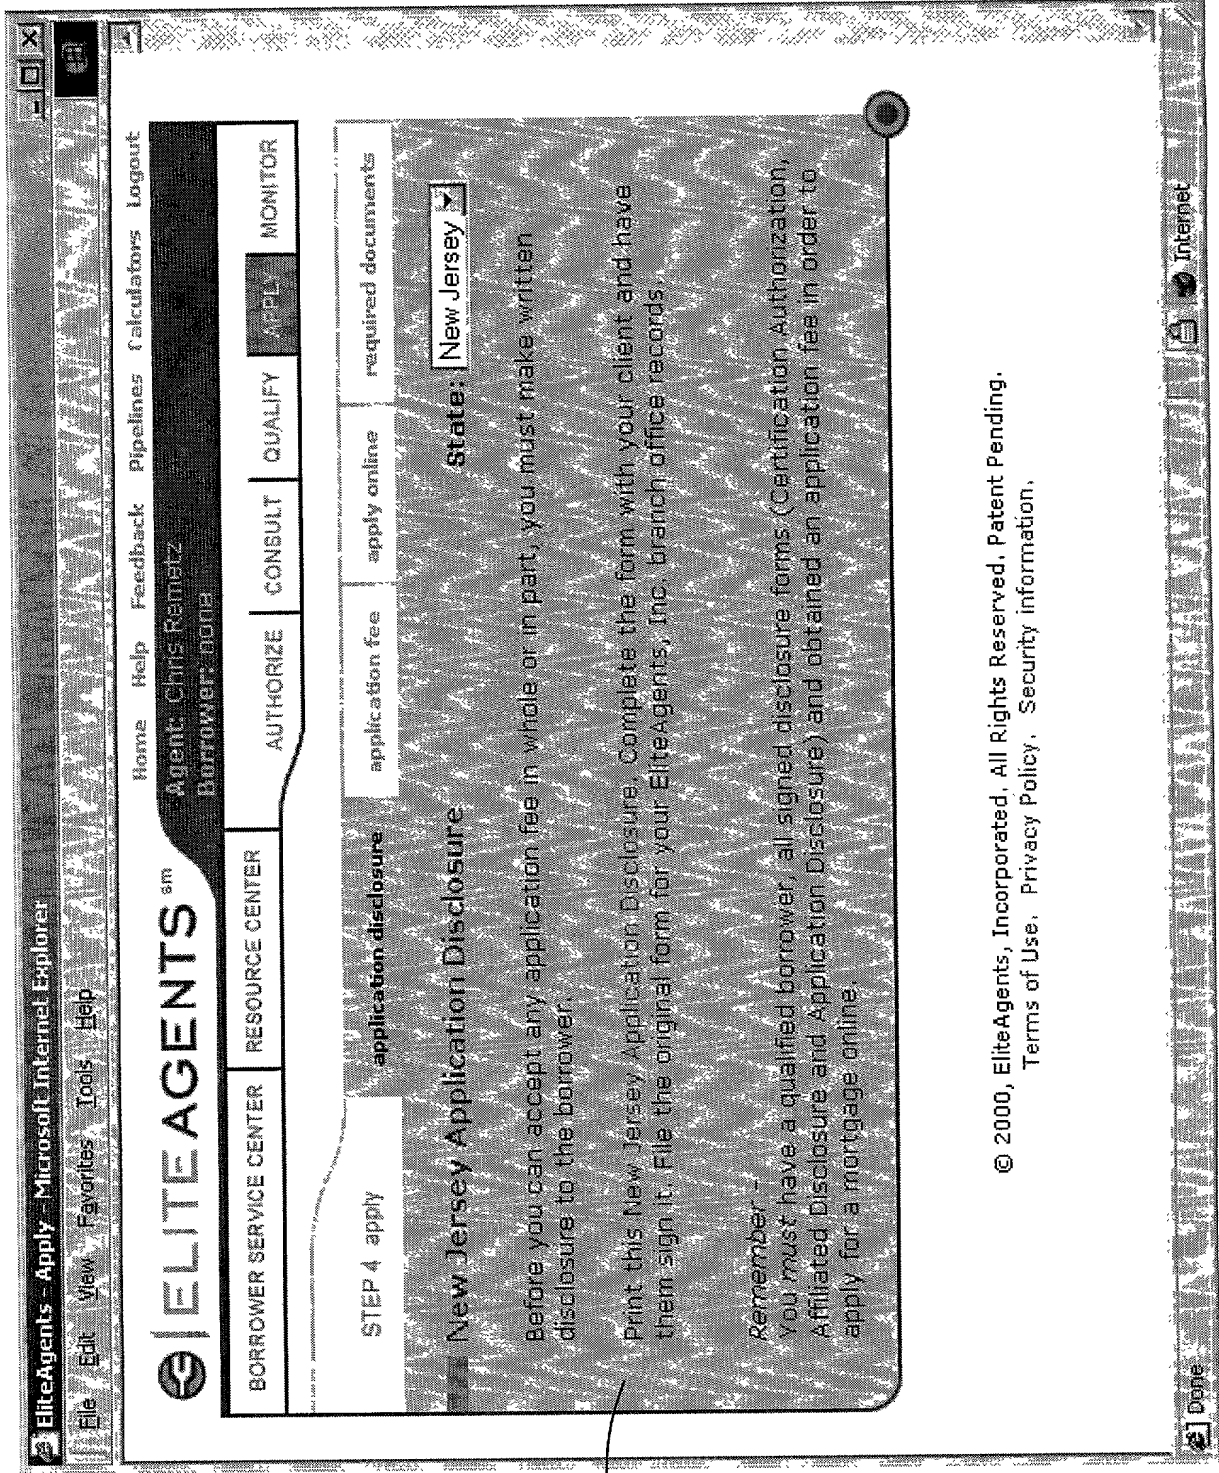 EliteAgents - Apply - Microsoft Internet Explorer
File Edit View Favorites Tools Help
Home Help Feedback Pipelines Calculators Logout
ELITE AGENTS sm
Agent: Chris Remetz
Borrower: none
BORROWER SERVICE CENTER RESOURCE CENTER AUTHORIZE CONSULT QUALIFY APPLY MONITOR
STEP 4 apply application disclosure application fee apply online required documents
New Jersey Application Disclosure State: New Jersey
Before you can accept any application fee in whole or in part, you must make written
disclosure to the borrower.
Print this New Jersey Application Disclosure. Complete the form with your client and have
them sign it. File the original form for your EliteAgents, Inc. branch office records.
Remember -
You must have a qualified borrower, all signed disclosure forms (Certification Authorization,
Affiliated Disclosure and Application Disclosure) and obtained an application fee in order to
apply for a mortgage online.
© 2000, EliteAgents, Incorporated. All Rights Reserved. Patent Pending.
Terms of Use. Privacy Policy. Security information.
Done Internet